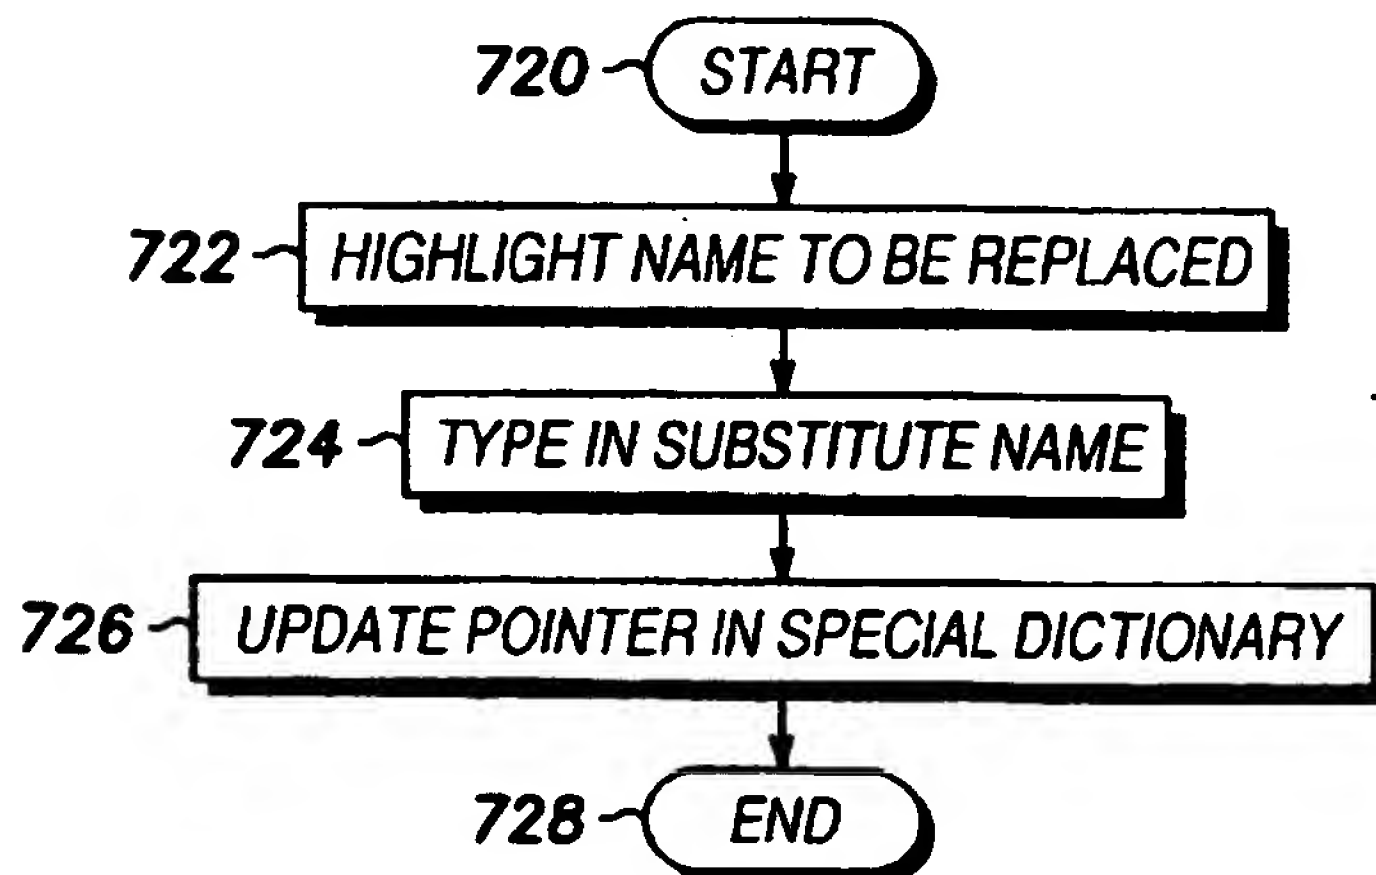 720 START
722 HIGHLIGHT NAME TO BE REPLACED
724 TYPE IN SUBSTITUTE NAME
726 UPDATE POINTER IN SPECIAL DICTIONARY
728 END